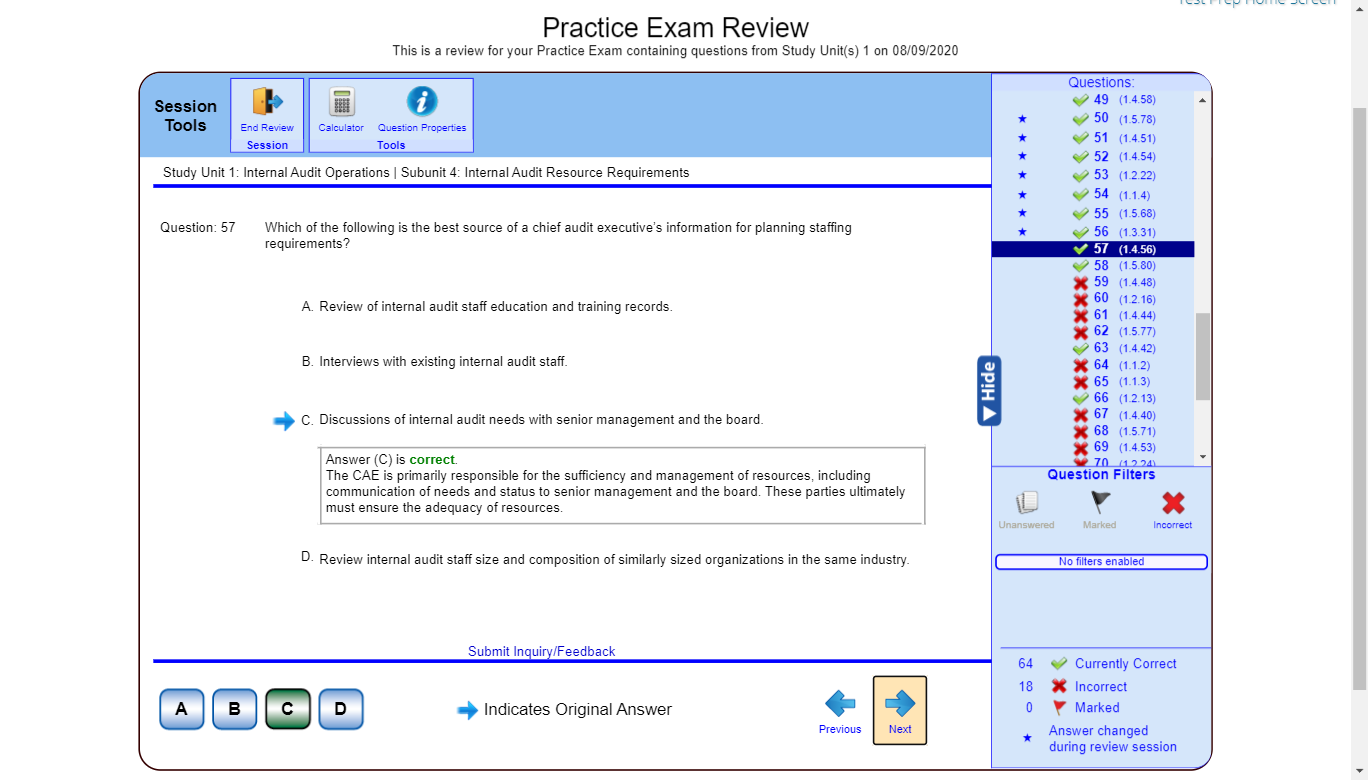 Test Prep Home Screen
Practice Exam Review
This is a review for your Practice Exam containing questions from Study Unit(s) 1 on 08/09/2020
Session Tools
End Review
Session
Calculator
Question Properties
Tools
Study Unit 1: Internal Audit Operations | Subunit 4: Internal Audit Resource Requirements
Question: 57
Which of the following is the best source of a chief audit executive's information for planning staffing
requirements?
A. Review of internal audit staff education and training records.
B. Interviews with existing internal audit staff.
C. Discussions of internal audit needs with senior management and the board.
Answer (C) is correct.
The CAE is primarily responsible for the sufficiency and management of resources, including
communication of needs and status to senior management and the board. These parties ultimately
must ensure the adequacy of resources.
D. Review internal audit staff size and composition of similarly sized organizations in the same industry.
Submit Inquiry/Feedback
A
B
C
D
Indicates Original Answer
Previous
Next
Hide
Questions:
49 (1.4.58)
50 (1.5.78)
51 (1.4.51)
52 (1.4.54)
53 (1.2.22)
54 (1.1.4)
55 (1.5.68)
56 (1.3.31)
57 (1.4.56)
58 (1.5.80)
59 (1.4.48)
60 (1.2.16)
61 (1.4.44)
62 (1.5.77)
63 (1.4.42)
64 (1.1.2)
65 (1.1.3)
66 (1.2.13)
67 (1.4.40)
68 (1.5.71)
69 (1.4.53)
70 (1.2.24)
Question Filters
Unanswered
Marked
Incorrect
No filters enabled
64 Currently Correct
18 Incorrect
0 Marked
Answer changed
during review session